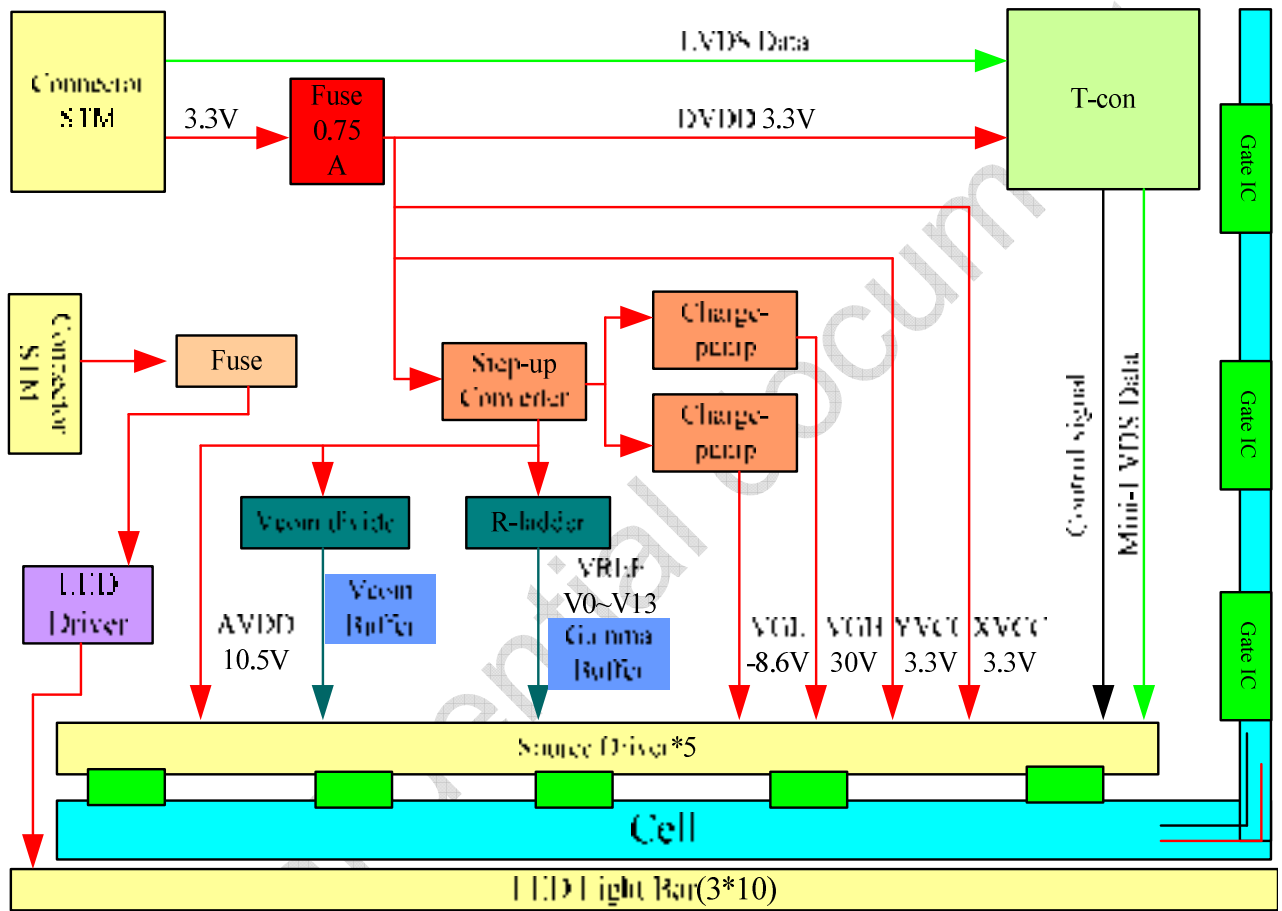 LVDS Data
Connector
STM
3.3V
Fuse
0.75
A
DVDD 3.3V
T-con
Gate IC
Connector
STM
Fuse
Step-up
Converter
Charge-
pump
Charge-
pump
Control signal
Mini-LVDS Data
Gate IC
Vcom divide
R-ladder
LED
Driver
Vcom
Buffer
VREF
V0~V13
Gamma
Buffer
AVDD
10.5V
VGL
-8.6V
VGH
30V
YVCC
3.3V
XVCC
3.3V
Gate IC
Source Driver*5
Cell
LED Light Bar(3*10)